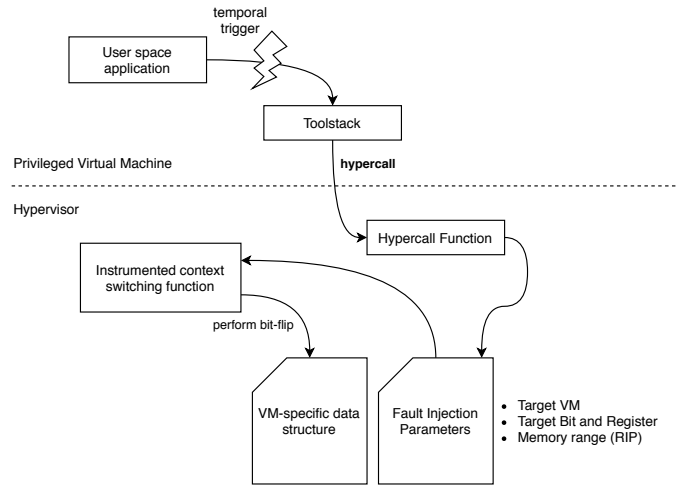 temporal
trigger
User space
application
Toolstack
Privileged Virtual Machine
hypercall
Hypervisor
Hypercall Function
Instrumented context
switching function
perform bit-flip
VM-specific data
structure
Fault Injection
Parameters
• Target VM
• Target Bit and Register
• Memory range (RIP)